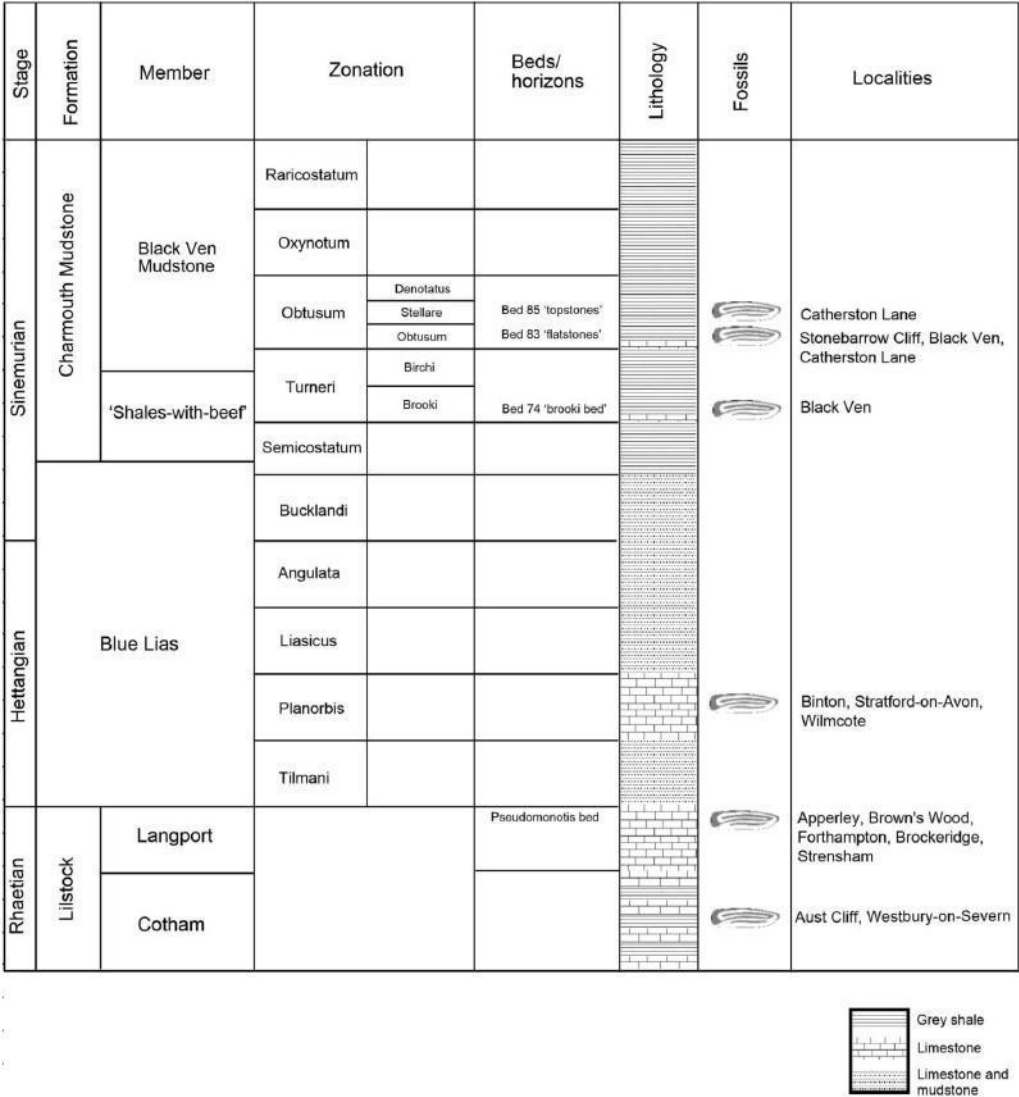 Stage
Formation
Member
Zonation
Beds/
horizons
Lithology
Fossils
Localities
Sinemurian
Hettangian
Rhaetian
Charmouth Mudstone
Blue Lias
Lilstock
Black Ven
Mudstone
'Shales-with-beef'
Langport
Cotham
Raricostatum
Oxynotum
Obtusum
Turneri
Semicostatum
Bucklandi
Angulata
Liasicus
Planorbis
Tilmani
Denotatus
Stellare
Obtusum
Birchi
Brooki
Bed 85 'topstones'
Bed 83 'flatstones'
Bed 74 'brooki bed'
Pseudomonotis bed
Catherston Lane
Stonebarrow Cliff, Black Ven,
Catherston Lane
Black Ven
Binton, Stratford-on-Avon,
Wilmcote
Apperley, Brown's Wood,
Forthampton, Brockeridge,
Strensham
Aust Cliff, Westbury-on-Severn
Grey shale
Limestone
Limestone and
mudstone